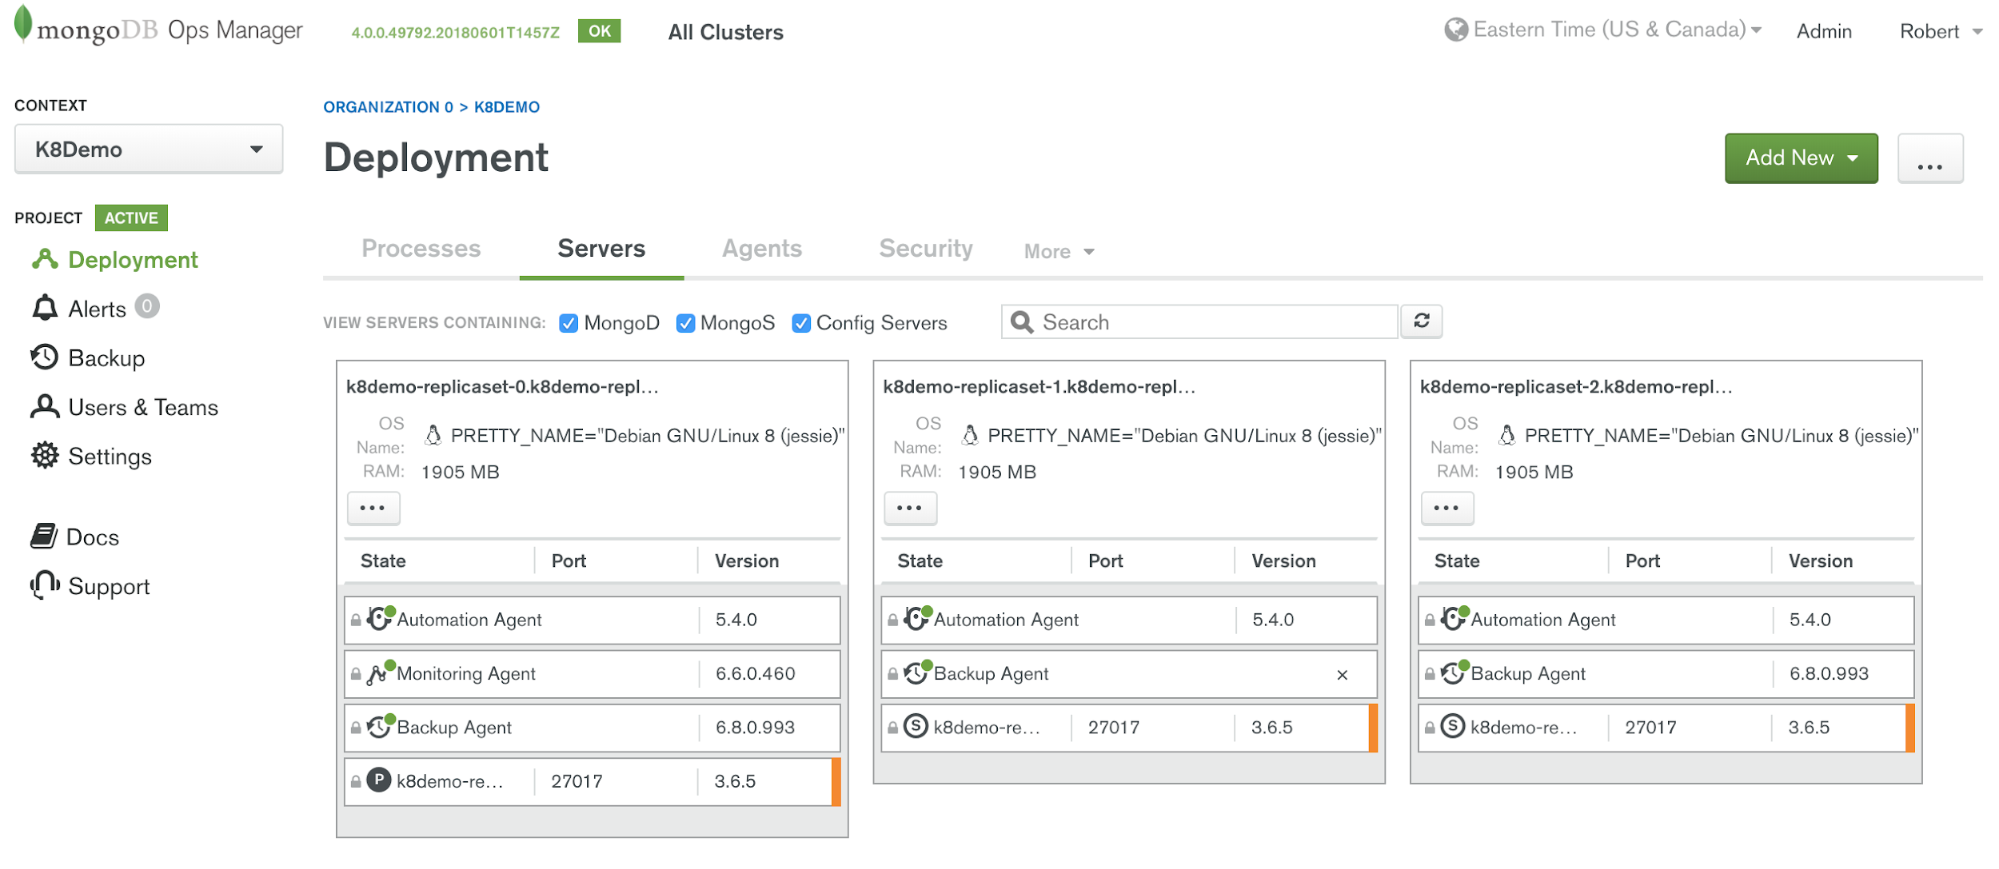 mongoDB Ops Manager 4.0.0.49792.20180601T1457Z OK All Clusters Eastern Time (US & Canada) Admin Robert
CONTEXT
K8Demo
PROJECT ACTIVE
Deployment
Alerts 0
Backup
Users & Teams
Settings
Docs
Support
ORGANIZATION 0 > K8DEMO
Deployment
Add New ...
Processes Servers Agents Security More
VIEW SERVERS CONTAINING: MongoD MongoS Config Servers Search
k8demo-replicaset-0.k8demo-repl...
OS Name: PRETTY_NAME="Debian GNU/Linux 8 (jessie)"
RAM: 1905 MB
...
State Port Version
Automation Agent 5.4.0
Monitoring Agent 6.6.0.460
Backup Agent 6.8.0.993
P k8demo-re... 27017 3.6.5
k8demo-replicaset-1.k8demo-repl...
OS Name: PRETTY_NAME="Debian GNU/Linux 8 (jessie)"
RAM: 1905 MB
...
State Port Version
Automation Agent 5.4.0
Backup Agent ×
S k8demo-re... 27017 3.6.5
k8demo-replicaset-2.k8demo-repl...
OS Name: PRETTY_NAME="Debian GNU/Linux 8 (jessie)"
RAM: 1905 MB
...
State Port Version
Automation Agent 5.4.0
Backup Agent 6.8.0.993
S k8demo-re... 27017 3.6.5